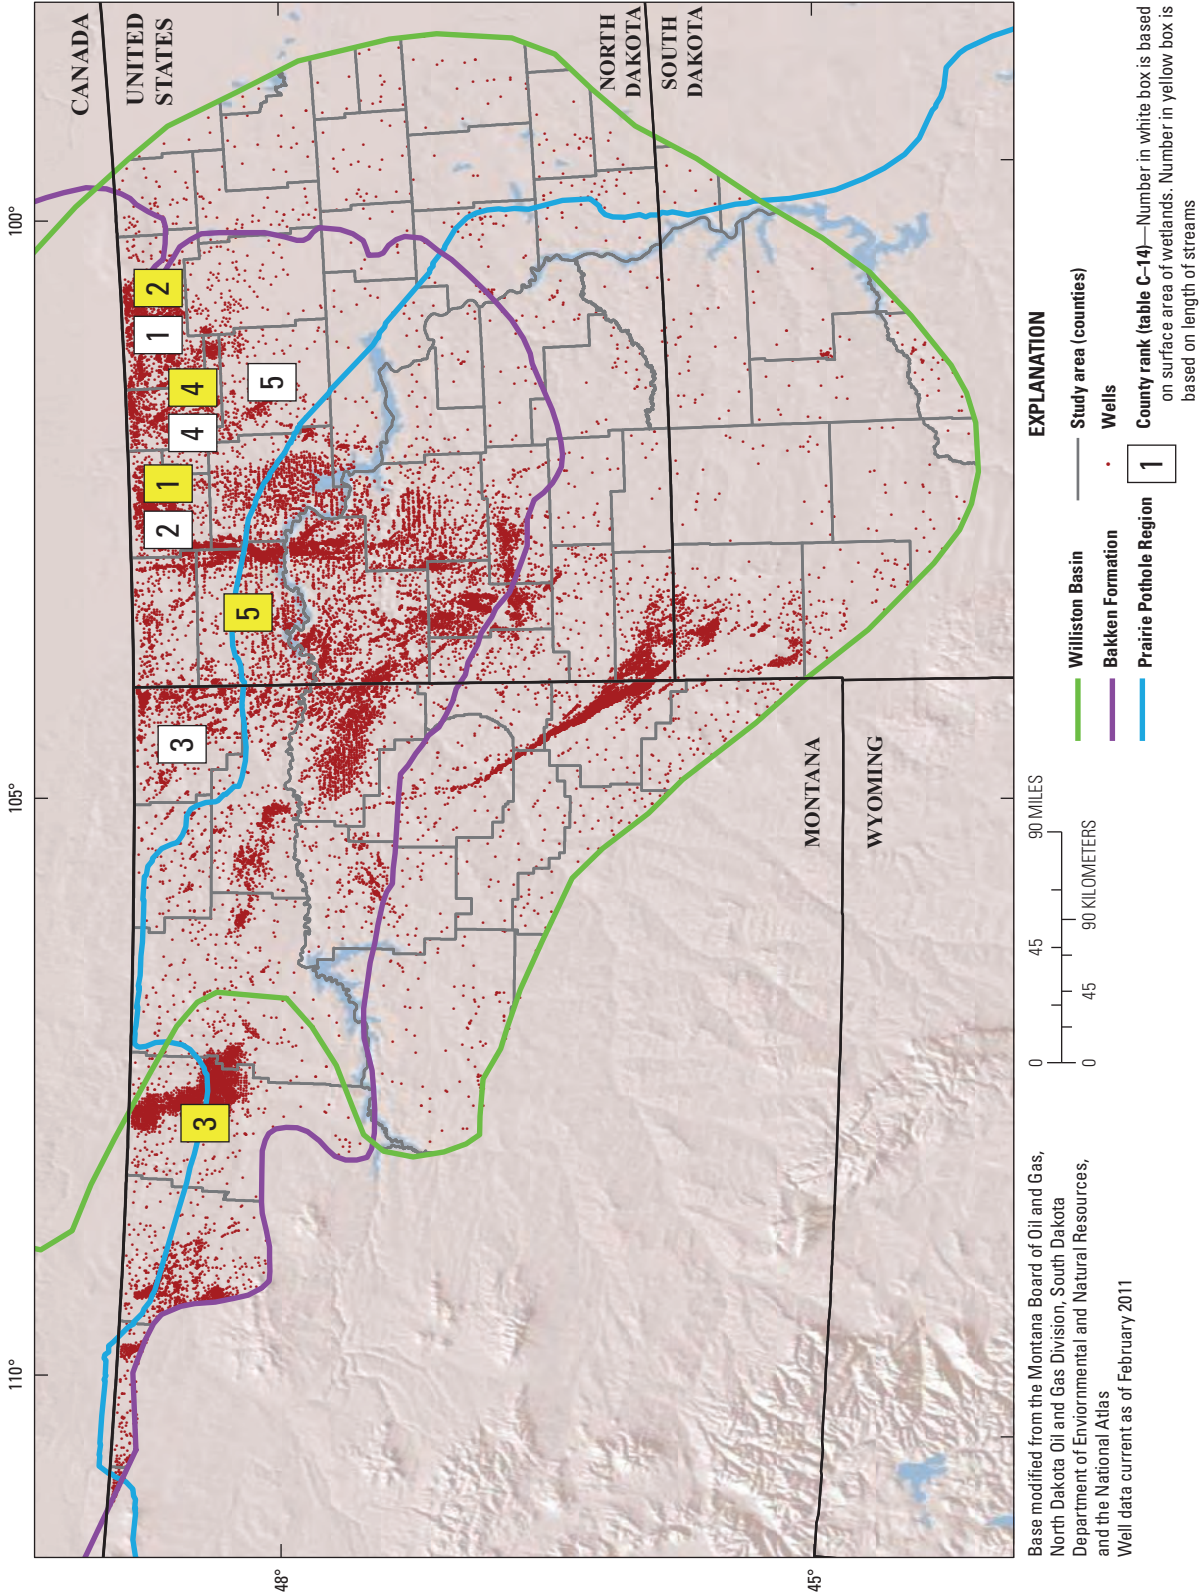 110°
105°
100°
48°
45°
CANADA
UNITED
STATES
NORTH
DAKOTA
SOUTH
DAKOTA
MONTANA
WYOMING
3
3
2
1
5
4
4
1
2
5
Base modified from the Montana Board of Oil and Gas,
North Dakota Oil and Gas Division, South Dakota
Department of Enviornmental and Natural Resources,
and the National Atlas
Well data current as of February 2011
0 45 90 MILES
0 45 90 KILOMETERS
EXPLANATION
Williston Basin
Bakken Formation
Prairie Pothole Region
Study area (counties)
Wells
1
County rank (table C–14)—Number in white box is based
on surface area of wetlands. Number in yellow box is
based on length of streams